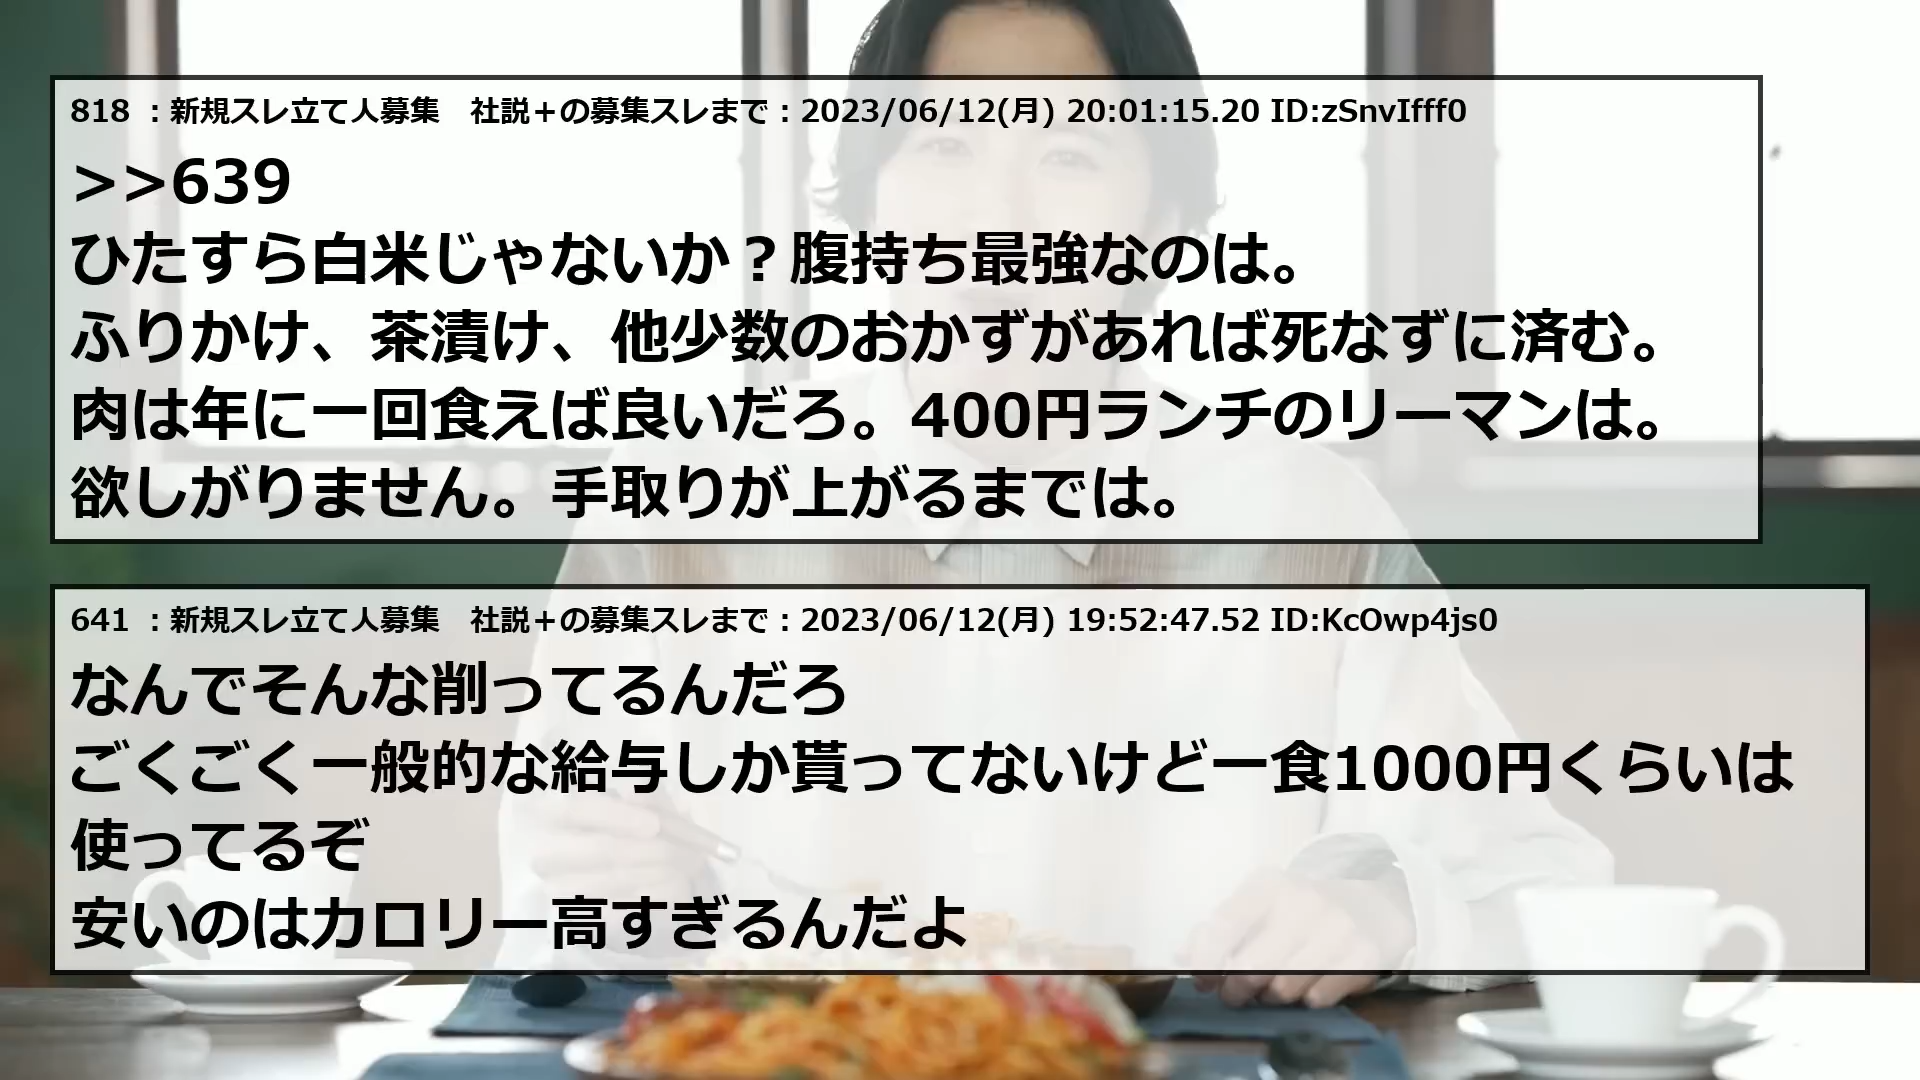 818 ：新規スレ立て人募集　社説＋の募集スレまで：2023/06/12(月) 20:01:15.20 ID:zSnvIfff0
>>639
ひたすら白米じゃないか？腹持ち最強なのは。
ふりかけ、茶漬け、他少数のおかずがあれば死なずに済む。
肉は年に一回食えば良いだろ。400円ランチのリーマンは。
欲しがりません。手取りが上がるまでは。
641 ：新規スレ立て人募集　社説＋の募集スレまで：2023/06/12(月) 19:52:47.52 ID:KcOwp4js0
なんでそんな削ってるんだろ
ごくごく一般的な給与しか貰ってないけど一食1000円くらいは
使ってるぞ
安いのはカロリー高すぎるんだよ